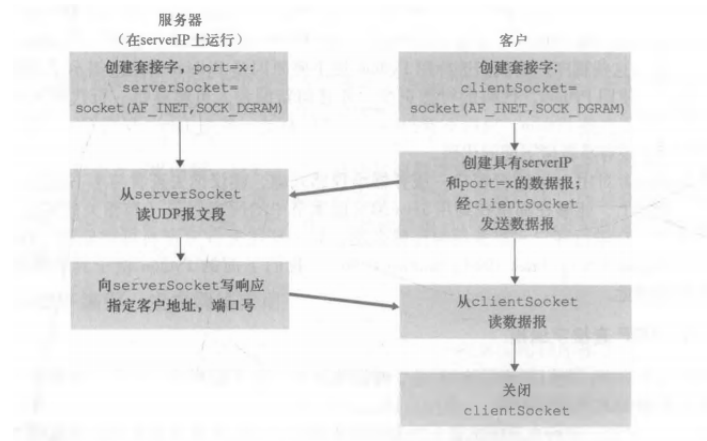 服务器
（在serverIP上运行）
创建套接字，port=x:
serverSocket=
socket(AF_INET,SOCK_DGRAM)
从serverSocket
读UDP报文段
向serverSocket写响应
指定客户地址，端口号
客户
创建套接字:
clientSocket=
socket(AF_INET,SOCK_DGRAM)
创建具有serverIP
和port=x的数据报;
经clientSocket
发送数据报
从clientSocket
读数据报
关闭
clientSocket